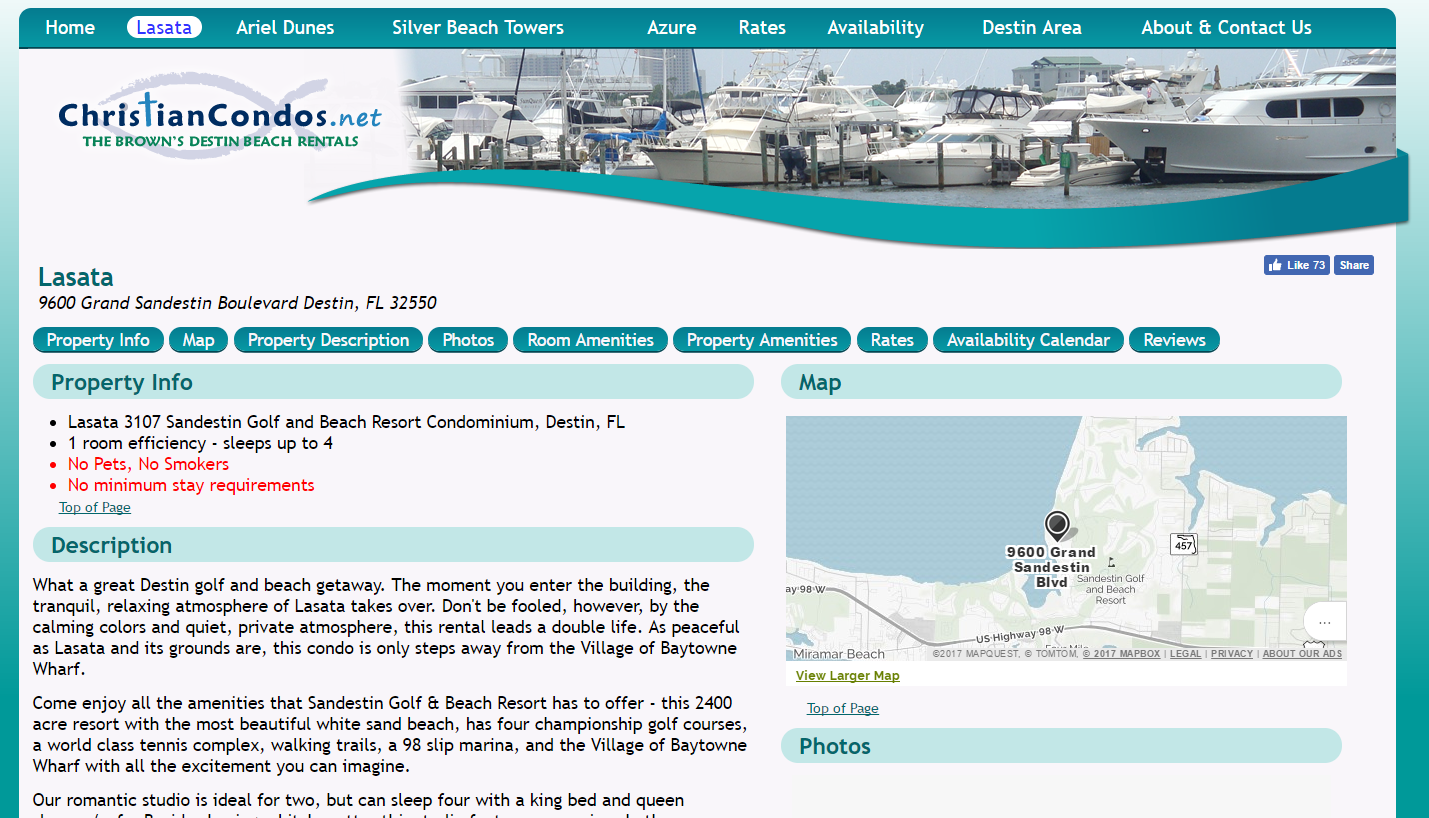 Home Lasata Ariel Dunes Silver Beach Towers Azure Rates Availability Destin Area About & Contact Us
ChristianCondos.net
THE BROWN'S DESTIN BEACH RENTALS
Like 73 Share
Lasata
9600 Grand Sandestin Boulevard Destin, FL 32550
Property Info Map Property Description Photos Room Amenities Property Amenities Rates Availability Calendar Reviews
Property Info
Lasata 3107 Sandestin Golf and Beach Resort Condominium, Destin, FL
1 room efficiency - sleeps up to 4
No Pets, No Smokers
No minimum stay requirements
Top of Page
Description
What a great Destin golf and beach getaway. The moment you enter the building, the
tranquil, relaxing atmosphere of Lasata takes over. Don't be fooled, however, by the
calming colors and quiet, private atmosphere, this rental leads a double life. As peaceful
as Lasata and its grounds are, this condo is only steps away from the Village of Baytowne
Wharf.
Come enjoy all the amenities that Sandestin Golf & Beach Resort has to offer - this 2400
acre resort with the most beautiful white sand beach, has four championship golf courses,
a world class tennis complex, walking trails, a 98 slip marina, and the Village of Baytowne
Wharf with all the excitement you can imagine.
Our romantic studio is ideal for two, but can sleep four with a king bed and queen
Map
9600 Grand
Sandestin
Blvd
457
Sandestin Golf
and Beach
Resort
ay 98 W
US Highway 98 W
...
Miramar Beach
©2017 MAPQUEST, © TOMTOM, © 2017 MAPBOX | LEGAL | PRIVACY | ABOUT OUR ADS
View Larger Map
Top of Page
Photos